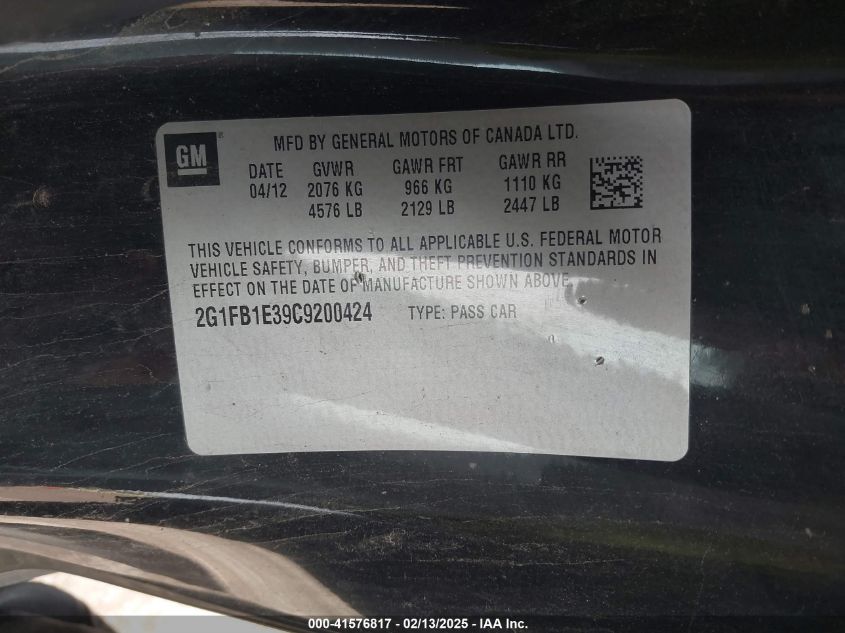 GM
MFD BY GENERAL MOTORS OF CANADA LTD.
DATE GVWR GAWR FRT GAWR RR
04/12 2076 KG 966 KG 1110 KG
4576 LB 2129 LB 2447 LB
THIS VEHICLE CONFORMS TO ALL APPLICABLE U.S. FEDERAL MOTOR
VEHICLE SAFETY, BUMPER, AND THEFT PREVENTION STANDARDS IN
EFFECT ON THE DATE OF MANUFACTURE SHOWN ABOVE.
2G1FB1E39C9200424 TYPE: PASS CAR
000-41576817 - 02/13/2025 - IAA Inc.